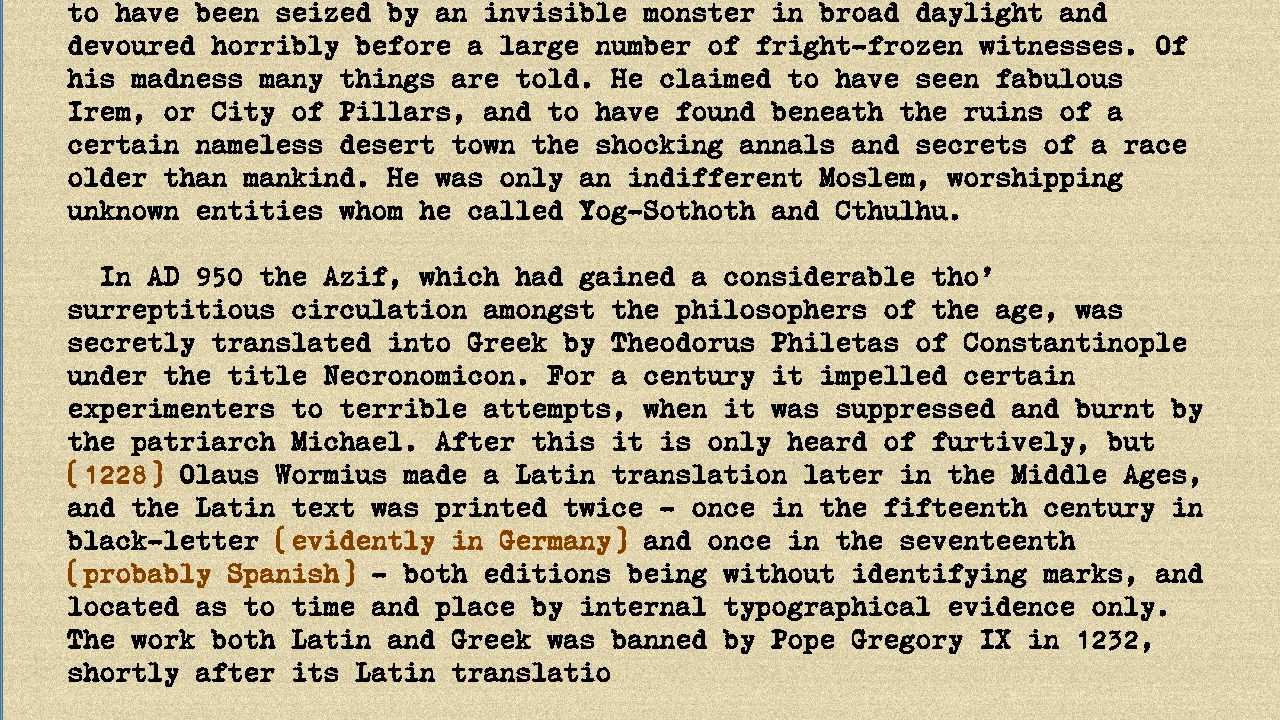 to have been seized by an invisible monster in broad daylight and
devoured horribly before a large number of fright-frozen witnesses. Of
his madness many things are told. He claimed to have seen fabulous
Irem, or City of Pillars, and to have found beneath the ruins of a
certain nameless desert town the shocking annals and secrets of a race
older than mankind. He was only an indifferent Moslem, worshipping
unknown entities whom he called Yog-Sothoth and Cthulhu.
In AD 950 the Azif, which had gained a considerable tho'
surreptitious circulation amongst the philosophers of the age, was
secretly translated into Greek by Theodorus Philetas of Constantinople
under the title Necronomicon. For a century it impelled certain
experimenters to terrible attempts, when it was suppressed and burnt by
the patriarch Michael. After this it is only heard of furtively, but
(1228) Olaus Wormius made a Latin translation later in the Middle Ages,
and the Latin text was printed twice - once in the fifteenth century in
black-letter (evidently in Germany) and once in the seventeenth
(probably Spanish) - both editions being without identifying marks, and
located as to time and place by internal typographical evidence only.
The work both Latin and Greek was banned by Pope Gregory IX in 1232,
shortly after its Latin translatio